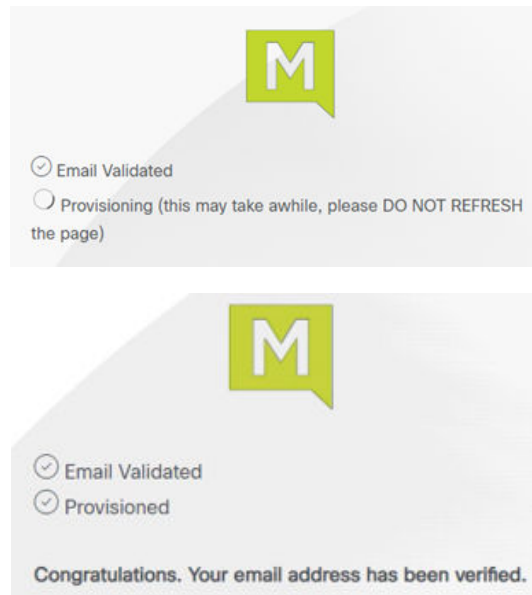 M
Email Validated
Provisioning (this may take awhile, please DO NOT REFRESH
the page)
M
Email Validated
Provisioned
Congratulations. Your email address has been verified.